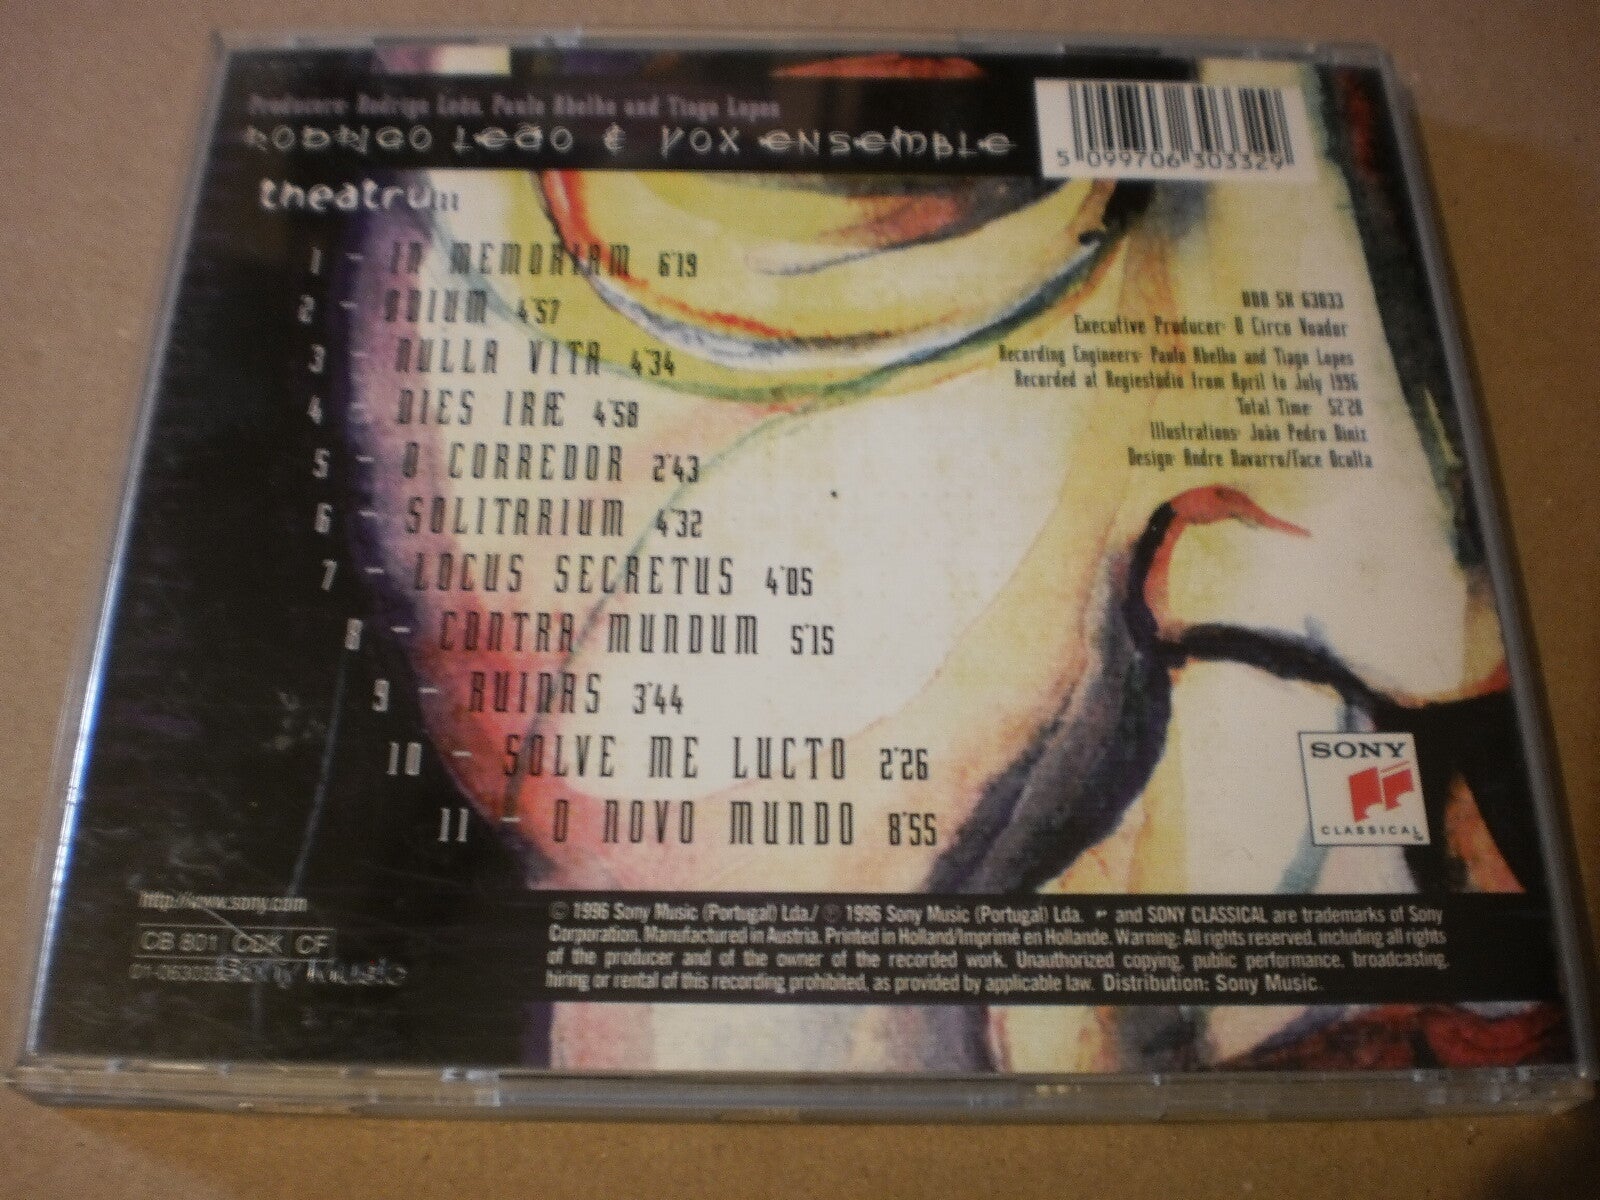 Producers: Rodrigo Leão, Paulo Abelho and Tiago Lopes
RODRIGO LEÃO & VOX ENSEMBLE
theatrum
5 099706 303329
1 - IN MEMORIAM 6'19
2 - ODIUM 4'57
3 - NULLA VITA 4'34
4 - DIES IRÆ 4'58
5 - O CORREDOR 2'43
6 - SOLITARIUM 4'32
7 - LOCUS SECRETUS 4'05
8 - CONTRA MUNDUM 5'15
9 - RUINAS 3'44
10 - SOLVE ME LUCTO 2'26
11 - O NOVO MUNDO 8'55
DDD SK 63033
Executive Producer: O Circo Voador
Recording Engineers: Paulo Abelho and Tiago Lopes
Recorded at Regiestúdio from April to July 1996
Total Time: 52'28
Illustrations: João Pedro Diniz
Design: Andre Navarro/Face Oculta
SONY
CLASSICAL
http://www.sony.com
CB 801 CDK CF
Sony Music
© 1996 Sony Music (Portugal) Lda./ ℗ 1996 Sony Music (Portugal) Lda. and SONY CLASSICAL are trademarks of Sony
Corporation. Manufactured in Austria. Printed in Holland/Imprimé en Hollande. Warning: All rights reserved, including all rights
of the producer and of the owner of the recorded work. Unauthorized copying, public performance, broadcasting,
hiring or rental of this recording prohibited, as provided by applicable law. Distribution: Sony Music.